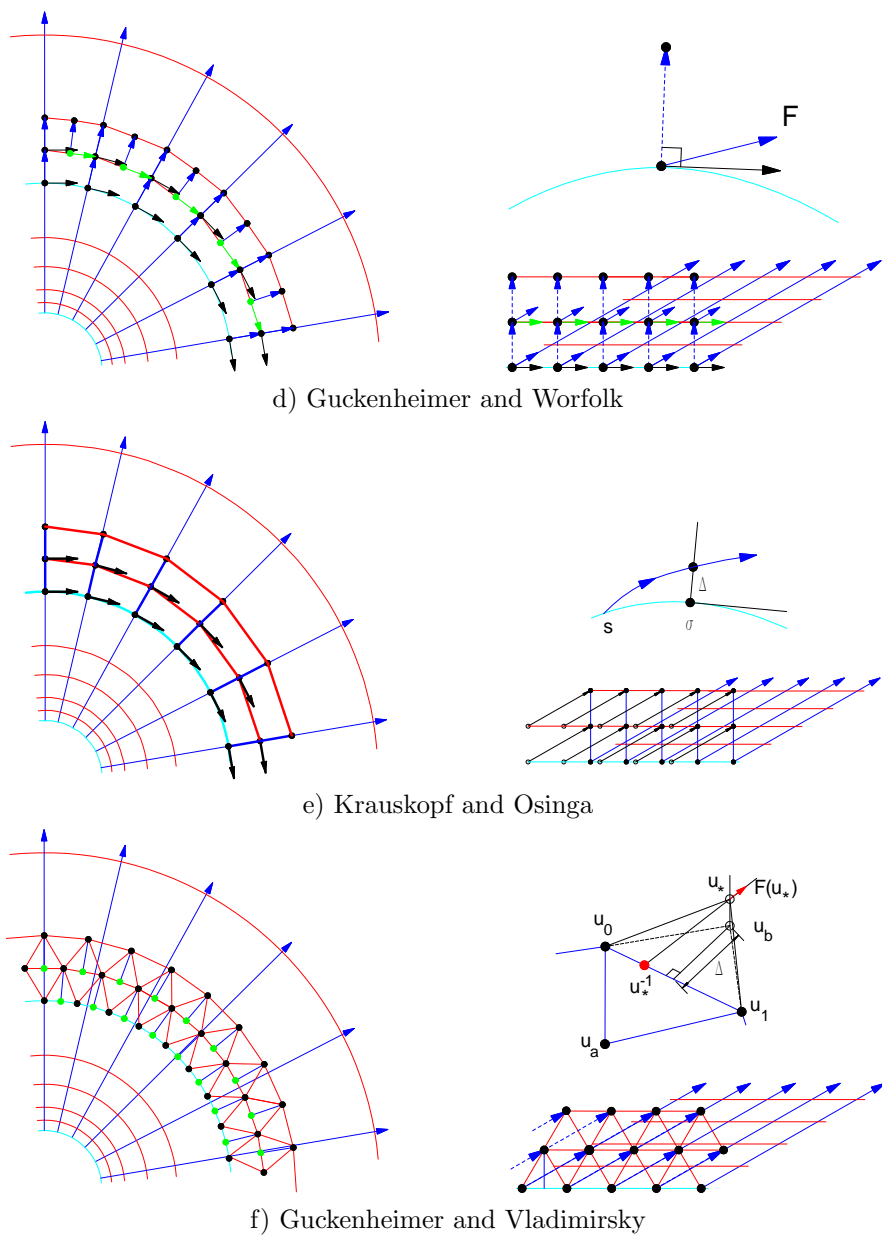 F
d) Guckenheimer and Worfolk
Δ
s
σ
e) Krauskopf and Osinga
u*
F(u*)
u0
ub
Δ
u*-1
u1
ua
f) Guckenheimer and Vladimirsky